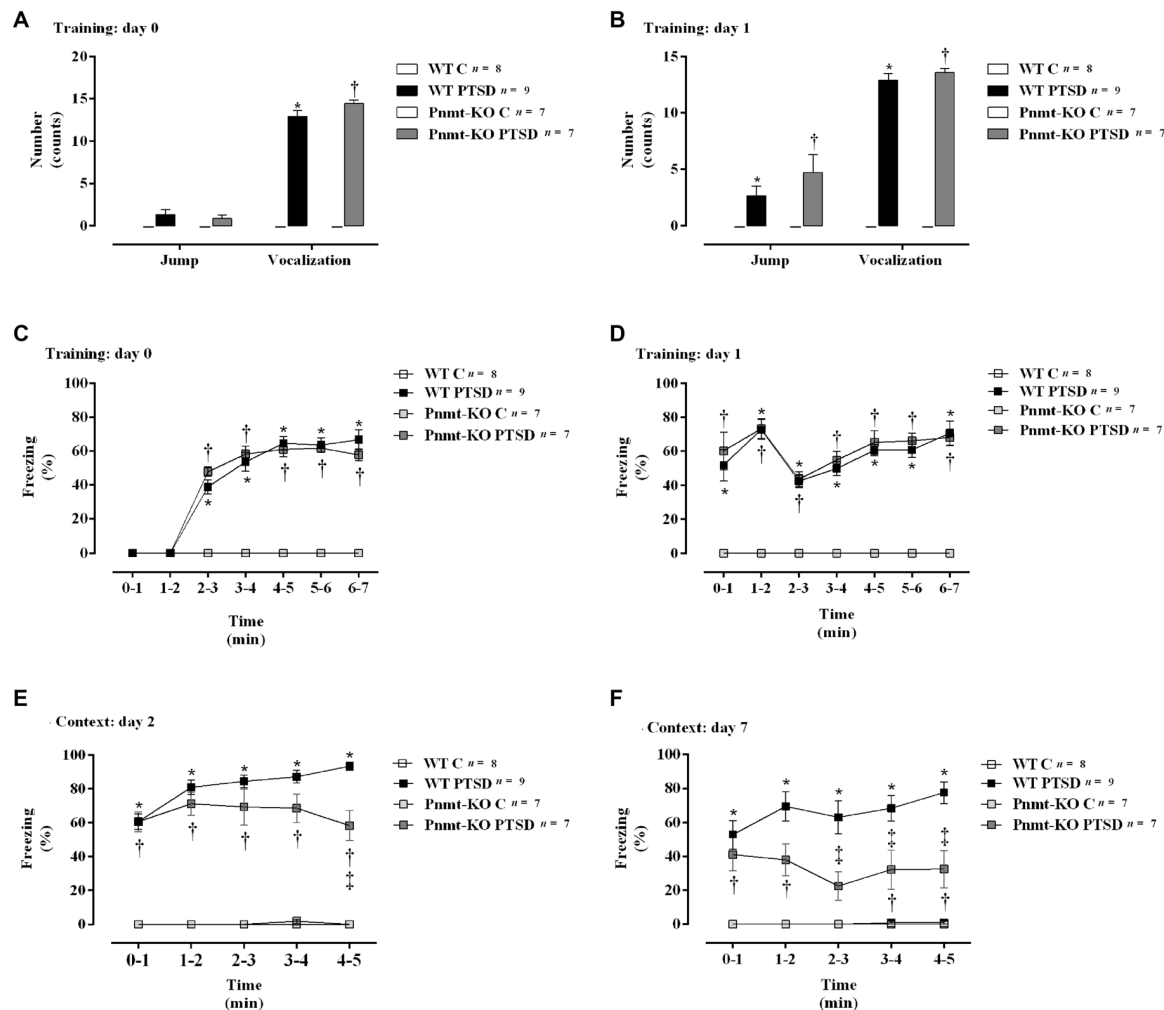 A
Training: day 0
Number
(counts)
20
15
10
5
0
*
†
Jump
Vocalization
WT C n = 8
WT PTSD n = 9
Pnmt-KO C n = 7
Pnmt-KO PTSD n = 7
B
Training: day 1
Number
(counts)
15
10
5
0
*
†
*
†
Jump
Vocalization
WT C n = 8
WT PTSD n = 9
Pnmt-KO C n = 7
Pnmt-KO PTSD n = 7
C
Training: day 0
Freezing
(%)
100
80
60
40
20
0
† † * * *
* * † † †
0-1 1-2 2-3 3-4 4-5 5-6 6-7
Time
(min)
WT C n = 8
WT PTSD n = 9
Pnmt-KO C n = 7
Pnmt-KO PTSD n = 7
D
Training: day 1
Freezing
(%)
100
80
60
40
20
0
† * * † † † *
* † † * * * †
0-1 1-2 2-3 3-4 4-5 5-6 6-7
Time
(min)
WT C n = 8
WT PTSD n = 9
Pnmt-KO C n = 7
Pnmt-KO PTSD n = 7
E
Context: day 2
Freezing
(%)
100
80
60
40
20
0
* * * * *
† † † † †
‡
0-1 1-2 2-3 3-4 4-5
Time
(min)
WT C n = 8
WT PTSD n = 9
Pnmt-KO C n = 7
Pnmt-KO PTSD n = 7
F
Context: day 7
Freezing
(%)
100
80
60
40
20
0
* * * * *
‡ ‡ ‡
† † † †
0-1 1-2 2-3 3-4 4-5
Time
(min)
WT C n = 8
WT PTSD n = 9
Pnmt-KO C n = 7
Pnmt-KO PTSD n = 7